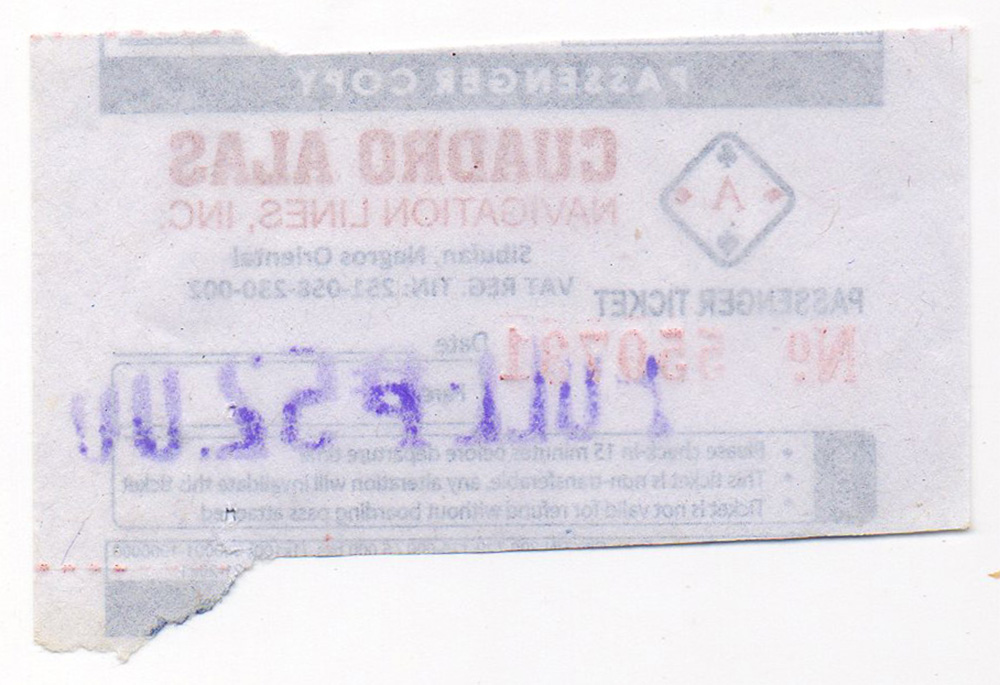 PASSENGER COPY
A
CUADRO ALAS
NAVIGATION LINES, INC.
Sibulan, Negros Oriental
VAT REG. TIN: 251-058-230-002
PASSENGER TICKET
Nº 550731
Date
FULL ₱52.00
Please check-in 15 minutes before departure time
This ticket is non-transferable, any alteration will invalidate this ticket
Ticket is not valid for refund without boarding pass attached